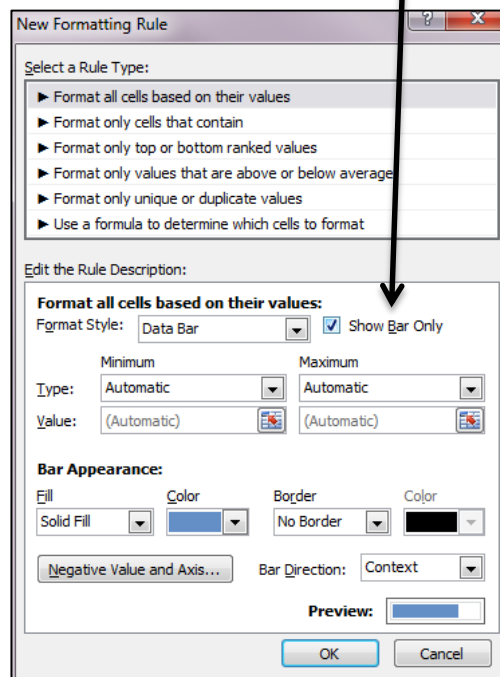 New Formatting Rule
? X
Select a Rule Type:
► Format all cells based on their values
► Format only cells that contain
► Format only top or bottom ranked values
► Format only values that are above or below average
► Format only unique or duplicate values
► Use a formula to determine which cells to format
Edit the Rule Description:
Format all cells based on their values:
Format Style: Data Bar Show Bar Only
Minimum Maximum
Type: Automatic Automatic
Value: (Automatic) (Automatic)
Bar Appearance:
Fill Color Border Color
Solid Fill No Border
Negative Value and Axis... Bar Direction: Context
Preview:
OK Cancel